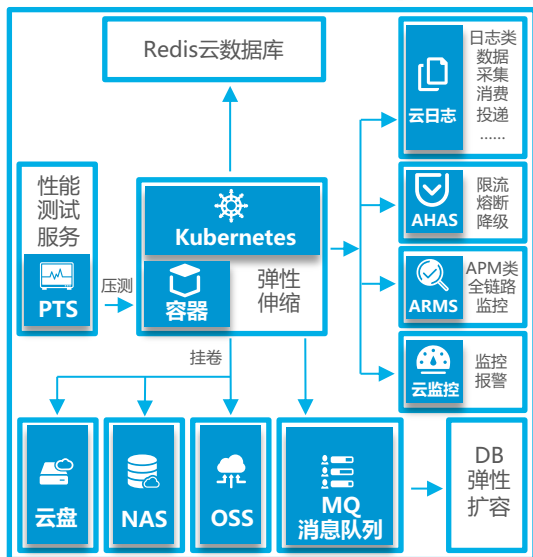 Redis云数据库
日志类
数据
采集
消费
投递
……
云日志
性能
测试
服务
PTS
压测
Kubernetes
容器
弹性
伸缩
AHAS
限流
熔断
降级
ARMS
APM类
全链路
监控
云监控
监控
报警
挂卷
云盘
NAS
OSS
MQ
消息队列
DB
弹性
扩容